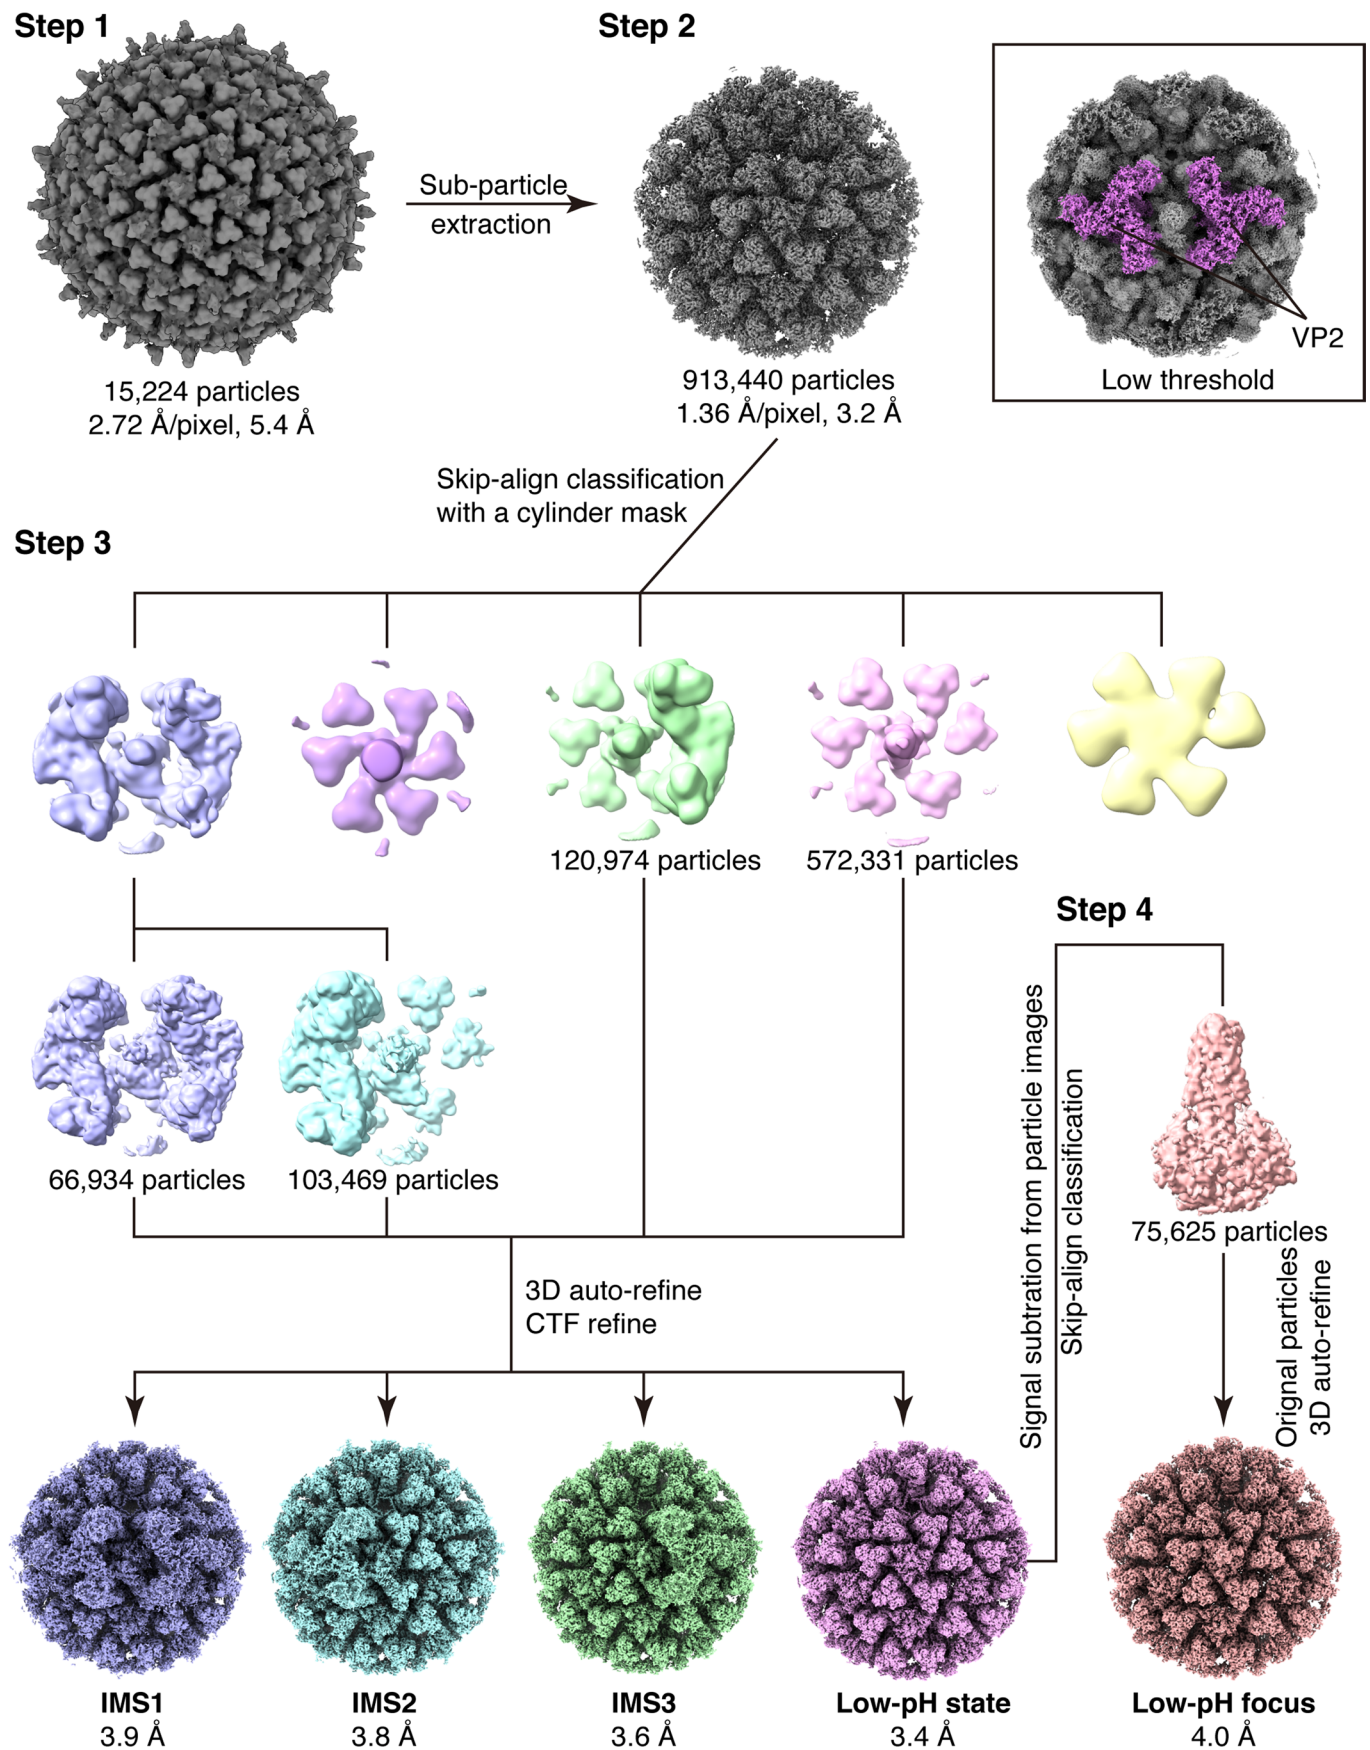 Step 1
Step 2
Sub-particle
extraction
VP2
Low threshold
15,224 particles
2.72 Å/pixel, 5.4 Å
913,440 particles
1.36 Å/pixel, 3.2 Å
Skip-align classification
with a cylinder mask
Step 3
120,974 particles
572,331 particles
Step 4
66,934 particles
103,469 particles
Signal subtration from particle images
Skip-align classification
75,625 particles
Orignal particles
3D auto-refine
3D auto-refine
CTF refine
IMS1
3.9 Å
IMS2
3.8 Å
IMS3
3.6 Å
Low-pH state
3.4 Å
Low-pH focus
4.0 Å